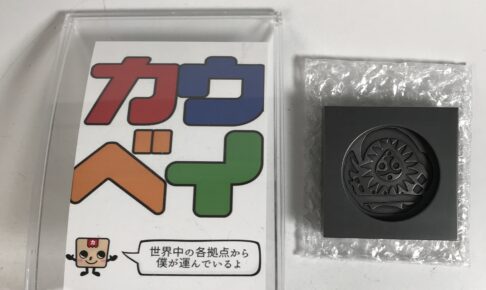 カウ
ベイ
カ
世界中の各拠点から
僕が運んでいるよ